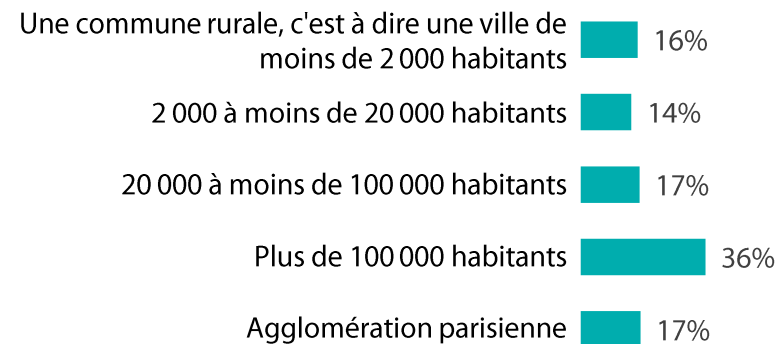 Une commune rurale, c'est à dire une ville de
moins de 2 000 habitants
16%
2 000 à moins de 20 000 habitants
14%
20 000 à moins de 100 000 habitants
17%
Plus de 100 000 habitants
36%
Agglomération parisienne
17%